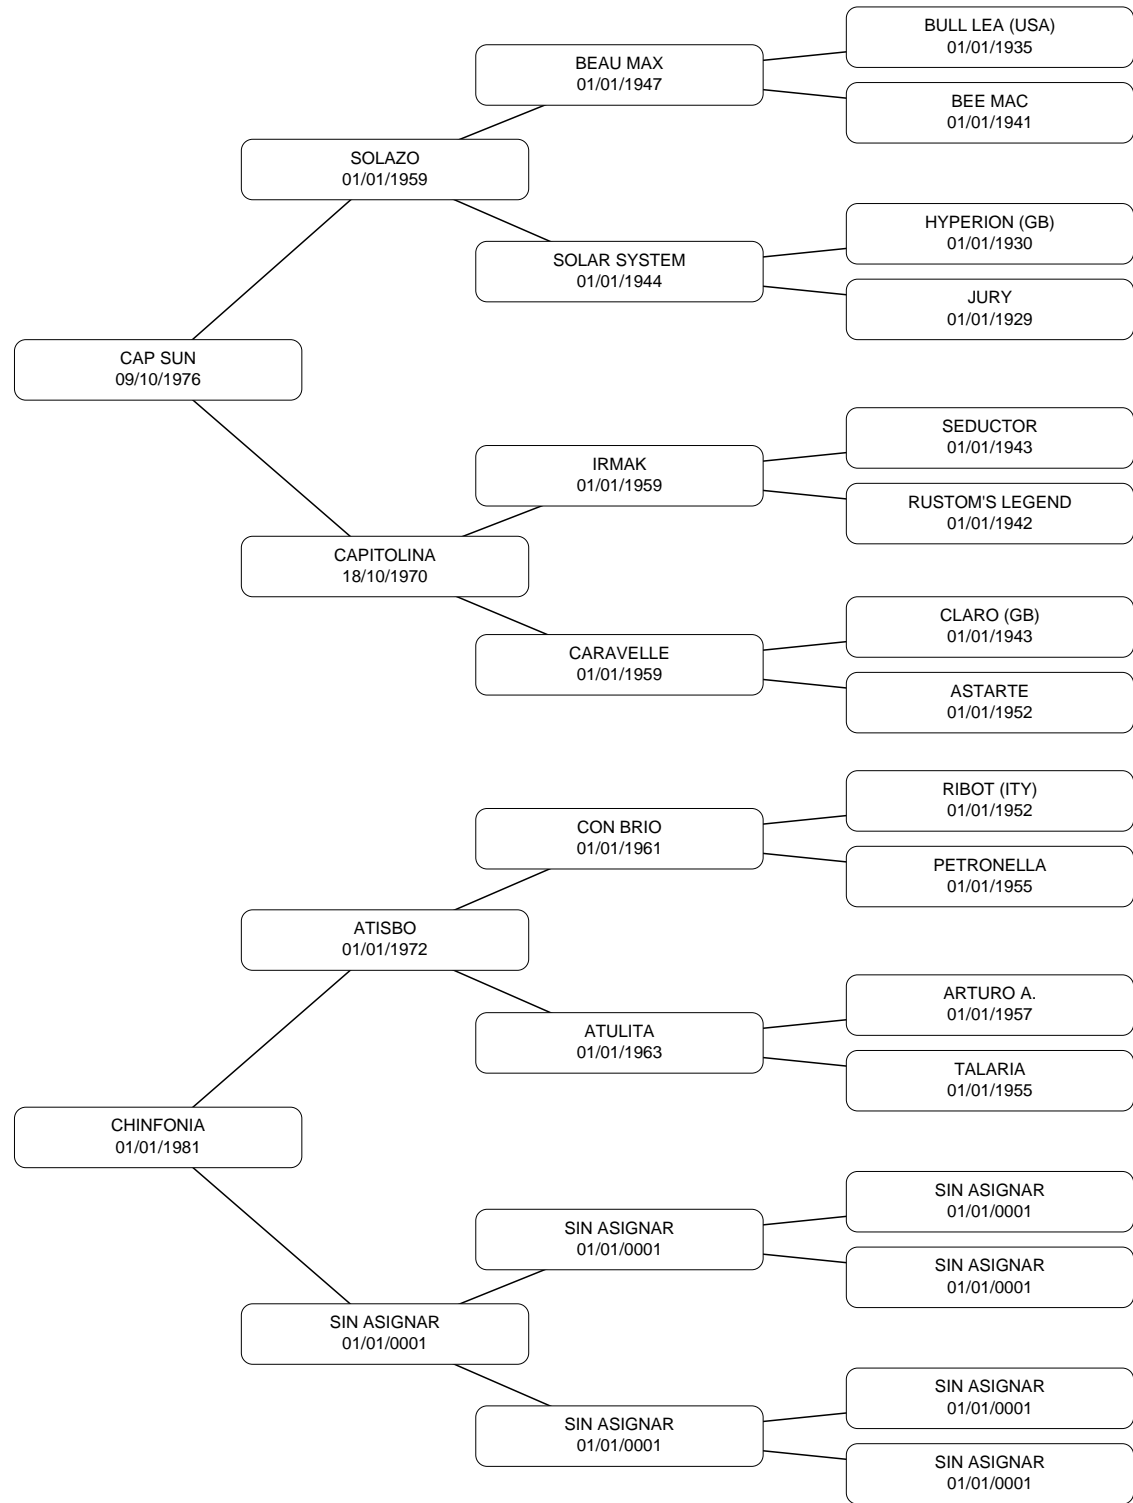 BULL LEA (USA)
01/01/1935
BEAU MAX
01/01/1947
BEE MAC
01/01/1941
SOLAZO
01/01/1959
HYPERION (GB)
01/01/1930
SOLAR SYSTEM
01/01/1944
JURY
01/01/1929
CAP SUN
09/10/1976
SEDUCTOR
01/01/1943
IRMAK
01/01/1959
RUSTOM'S LEGEND
01/01/1942
CAPITOLINA
18/10/1970
CLARO (GB)
01/01/1943
CARAVELLE
01/01/1959
ASTARTE
01/01/1952
RIBOT (ITY)
01/01/1952
CON BRIO
01/01/1961
PETRONELLA
01/01/1955
ATISBO
01/01/1972
ARTURO A.
01/01/1957
ATULITA
01/01/1963
TALARIA
01/01/1955
CHINFONIA
01/01/1981
SIN ASIGNAR
01/01/0001
SIN ASIGNAR
01/01/0001
SIN ASIGNAR
01/01/0001
SIN ASIGNAR
01/01/0001
SIN ASIGNAR
01/01/0001
SIN ASIGNAR
01/01/0001
SIN ASIGNAR
01/01/0001